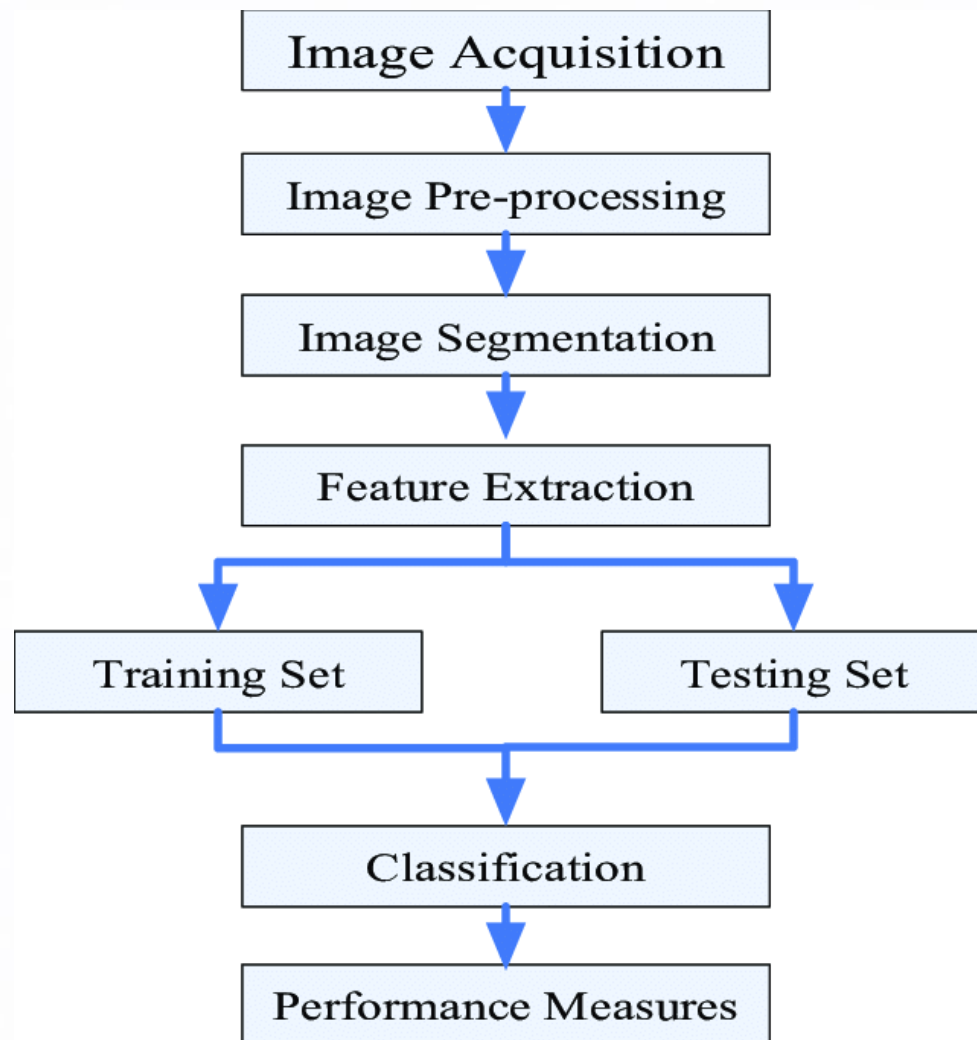 Image Acquisition
Image Pre-processing
Image Segmentation
Feature Extraction
Training Set
Testing Set
Classification
Performance Measures